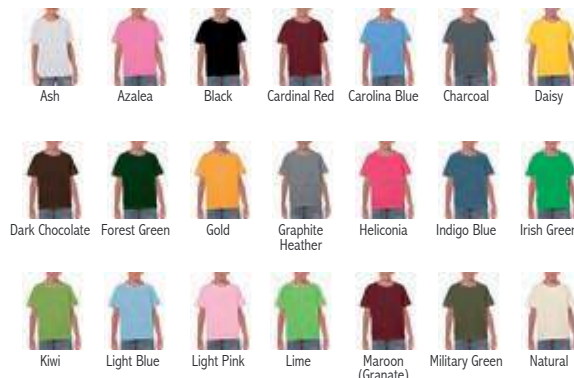 Ash Azalea Black Cardinal Red Carolina Blue Charcoal Daisy
Dark Chocolate Forest Green Gold Graphite Heliconia Indigo Blue Irish Green
Heather
Kiwi Light Blue Light Pink Lime Maroon Military Green Natural
(Granate)